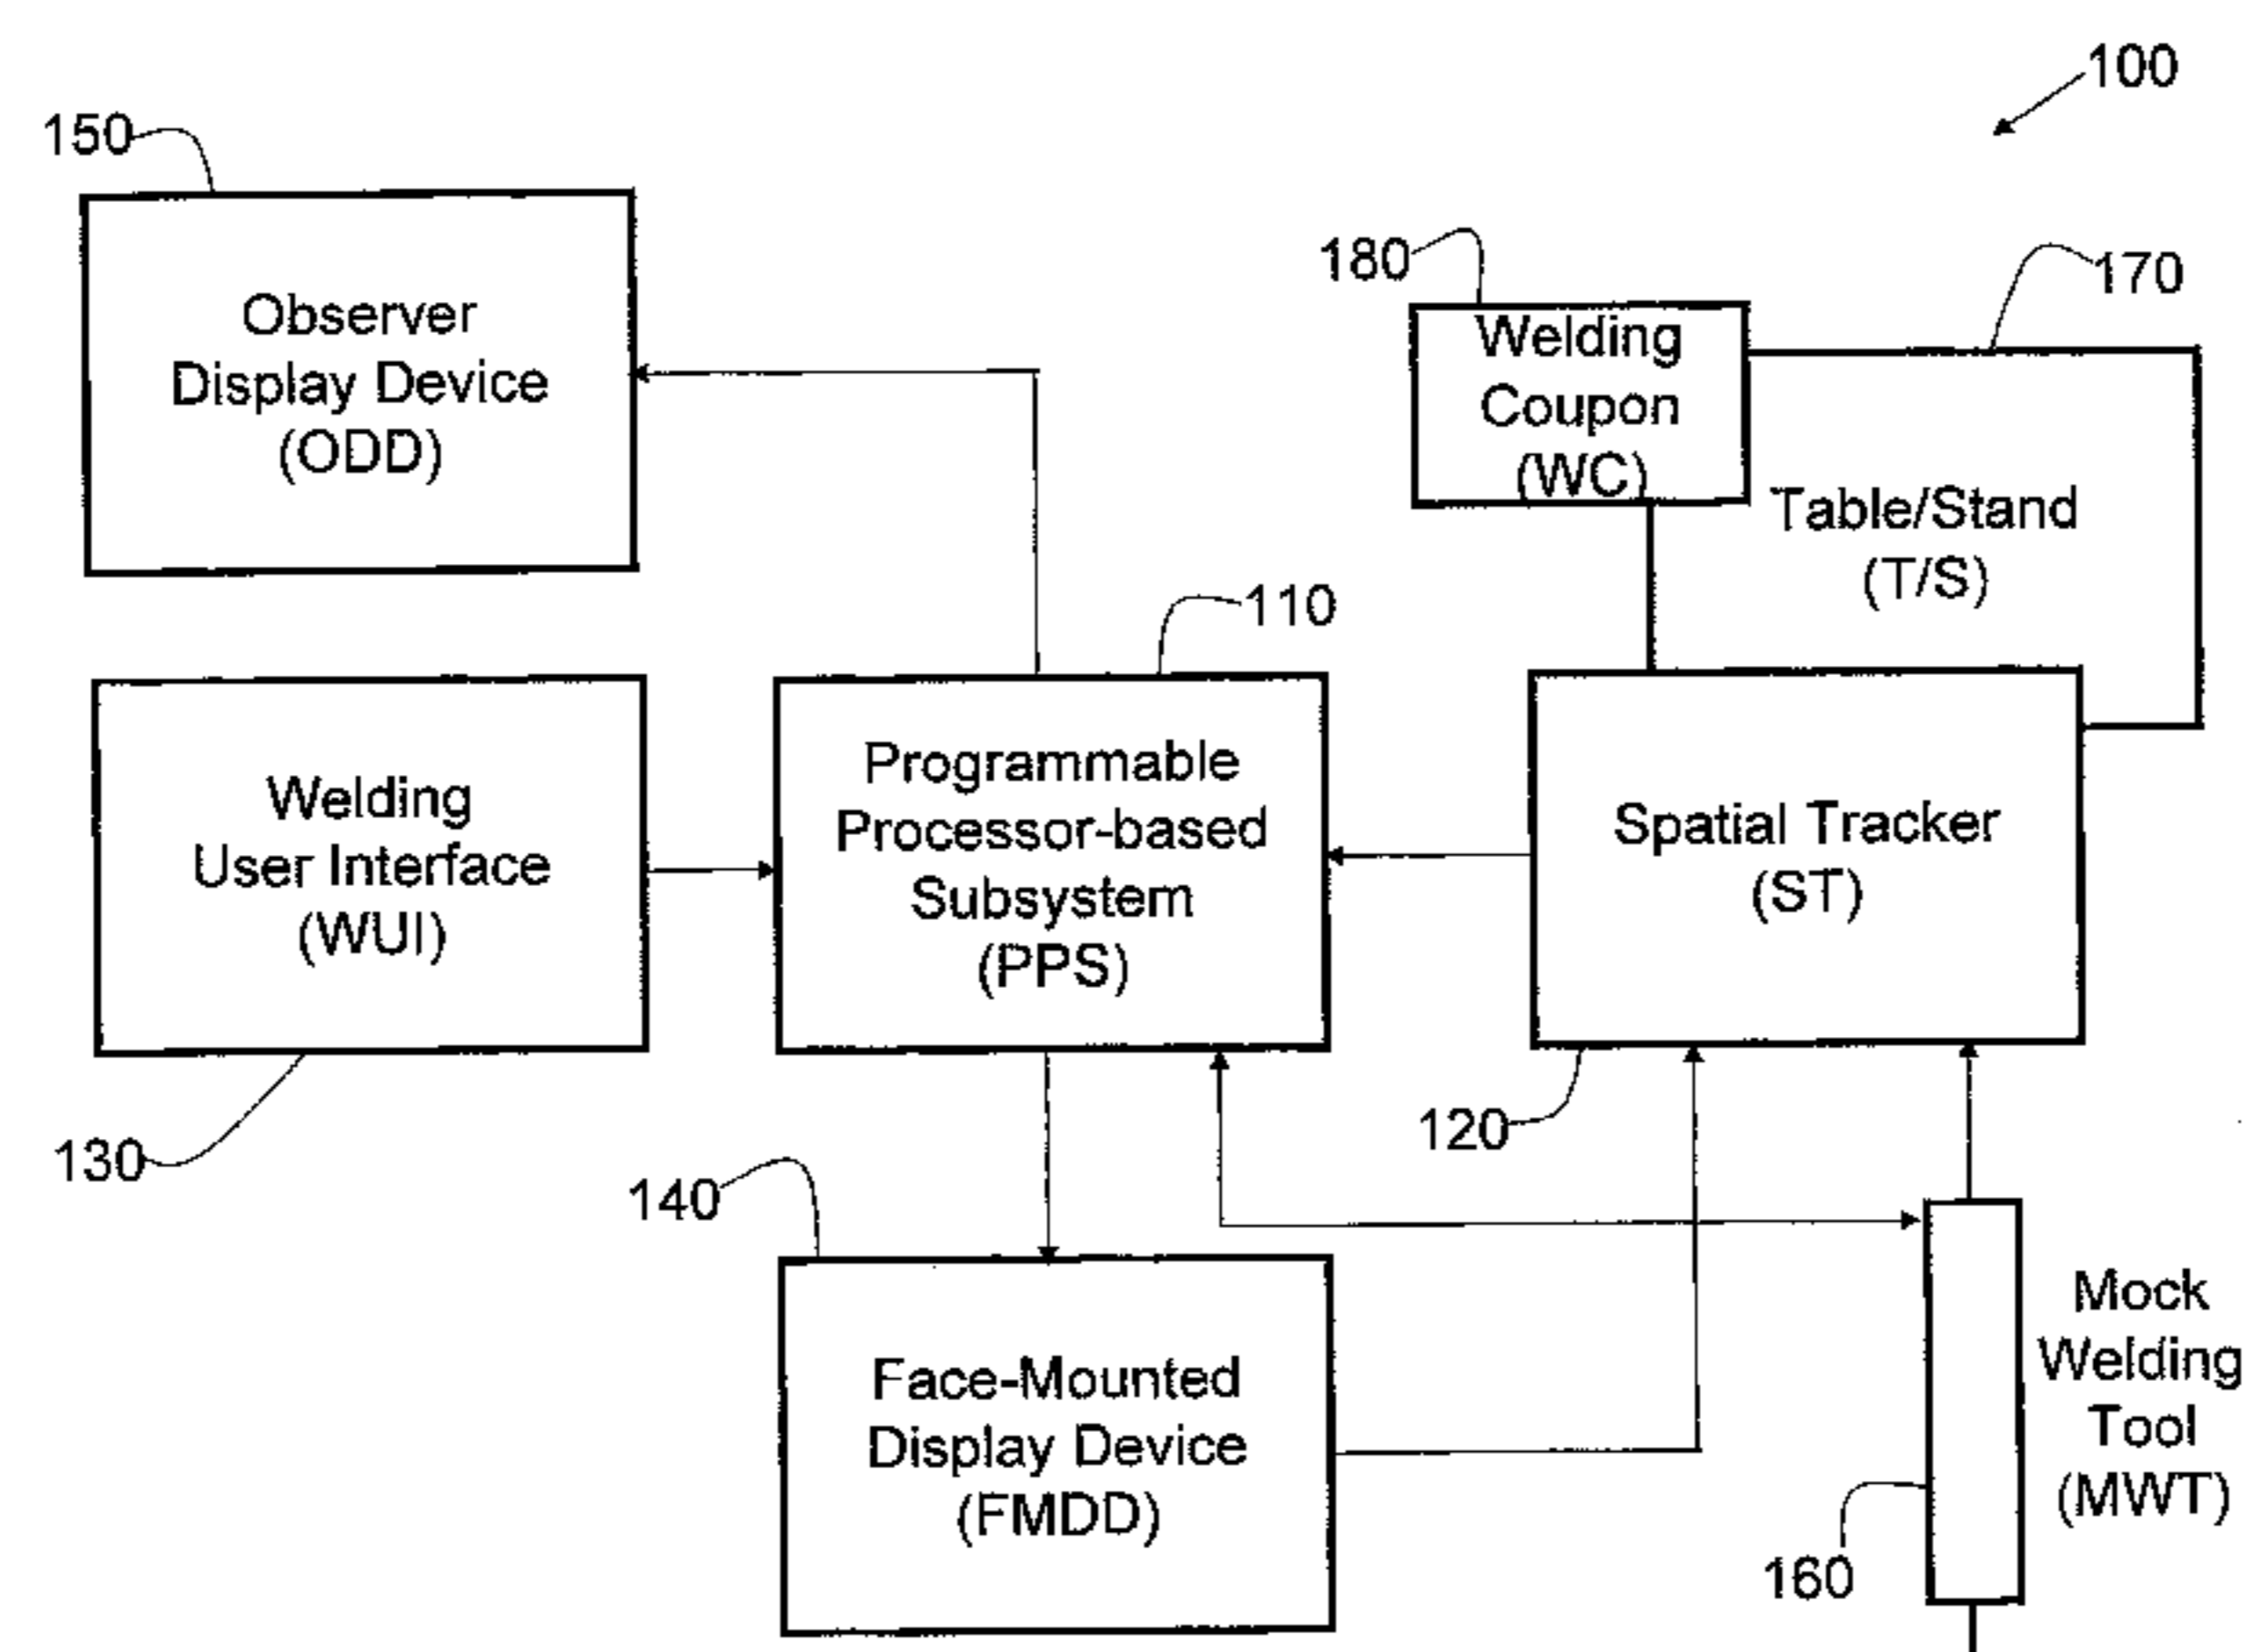 100
150
Observer
Display Device
(ODD)
180
Welding
Coupon
(WC)
170
Table/Stand
(T/S)
110
Welding
User Interface
(WUI)
130
Programmable
Processor-based
Subsystem
(PPS)
Spatial Tracker
(ST)
120
140
Face-Mounted
Display Device
(FMDD)
Mock
Welding
Tool
(MWT)
160